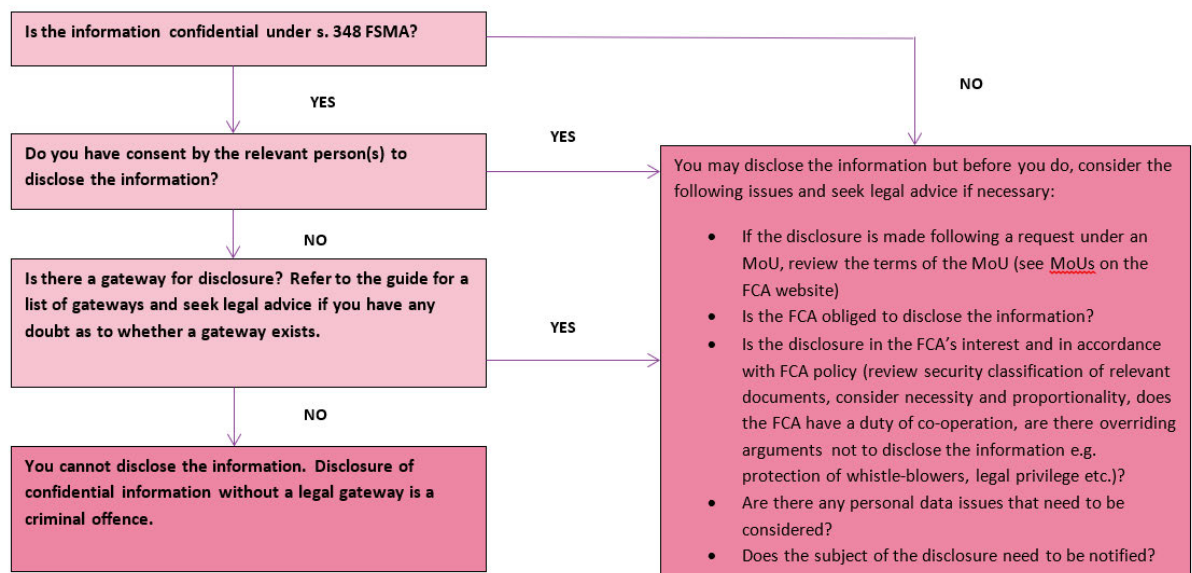 Is the information confidential under s. 348 FSMA?
NO
YES
Do you have consent by the relevant person(s) to
disclose the information?
YES
NO
Is there a gateway for disclosure? Refer to the guide for a
list of gateways and seek legal advice if you have any
doubt as to whether a gateway exists.
YES
NO
You cannot disclose the information. Disclosure of
confidential information without a legal gateway is a
criminal offence.
You may disclose the information but before you do, consider the
following issues and seek legal advice if necessary:
• If the disclosure is made following a request under an
MoU, review the terms of the MoU (see MoUs on the
FCA website)
• Is the FCA obliged to disclose the information?
• Is the disclosure in the FCA's interest and in accordance
with FCA policy (review security classification of relevant
documents, consider necessity and proportionality, does
the FCA have a duty of co-operation, are there overriding
arguments not to disclose the information e.g.
protection of whistle-blowers, legal privilege etc.)?
• Are there any personal data issues that need to be
considered?
• Does the subject of the disclosure need to be notified?